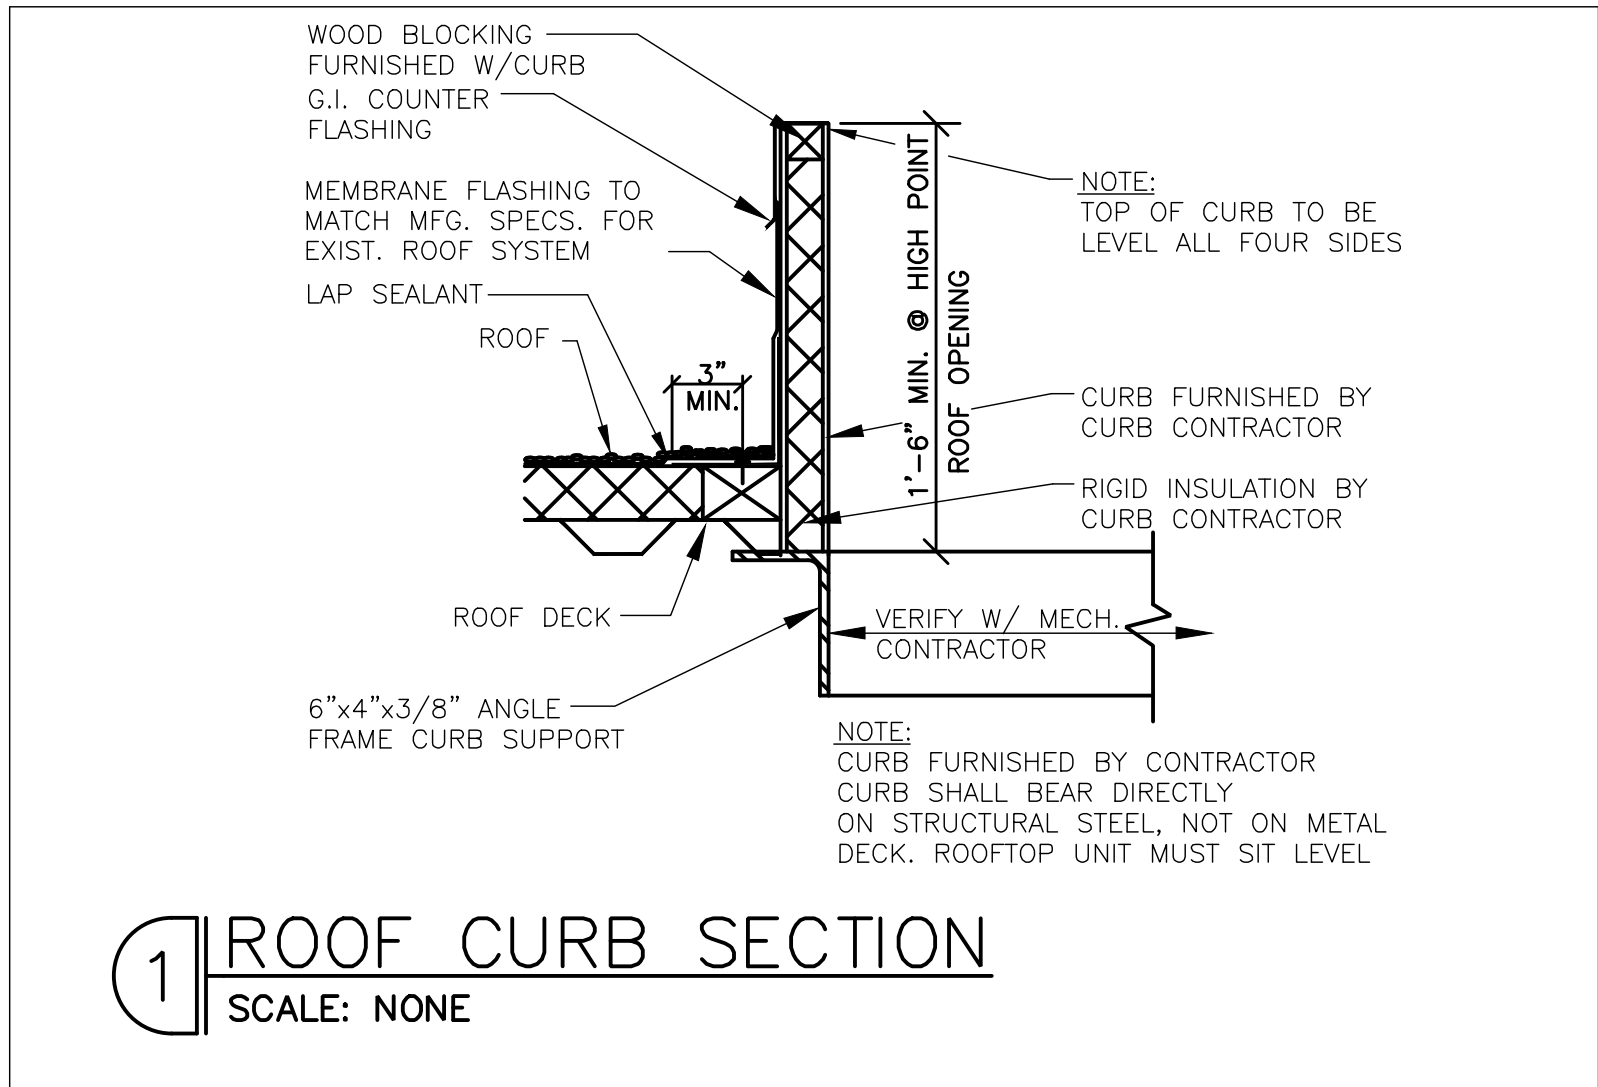 WOOD BLOCKING
FURNISHED W/CURB
G.I. COUNTER
FLASHING
MEMBRANE FLASHING TO
MATCH MFG. SPECS. FOR
EXIST. ROOF SYSTEM
LAP SEALANT
ROOF
3"
MIN.
1'-6" MIN. @ HIGH POINT
ROOF OPENING
NOTE:
TOP OF CURB TO BE
LEVEL ALL FOUR SIDES
CURB FURNISHED BY
CURB CONTRACTOR
RIGID INSULATION BY
CURB CONTRACTOR
ROOF DECK
VERIFY W/ MECH.
CONTRACTOR
6"x4"x3/8" ANGLE
FRAME CURB SUPPORT
NOTE:
CURB FURNISHED BY CONTRACTOR
CURB SHALL BEAR DIRECTLY
ON STRUCTURAL STEEL, NOT ON METAL
DECK. ROOFTOP UNIT MUST SIT LEVEL
1
ROOF CURB SECTION
SCALE: NONE